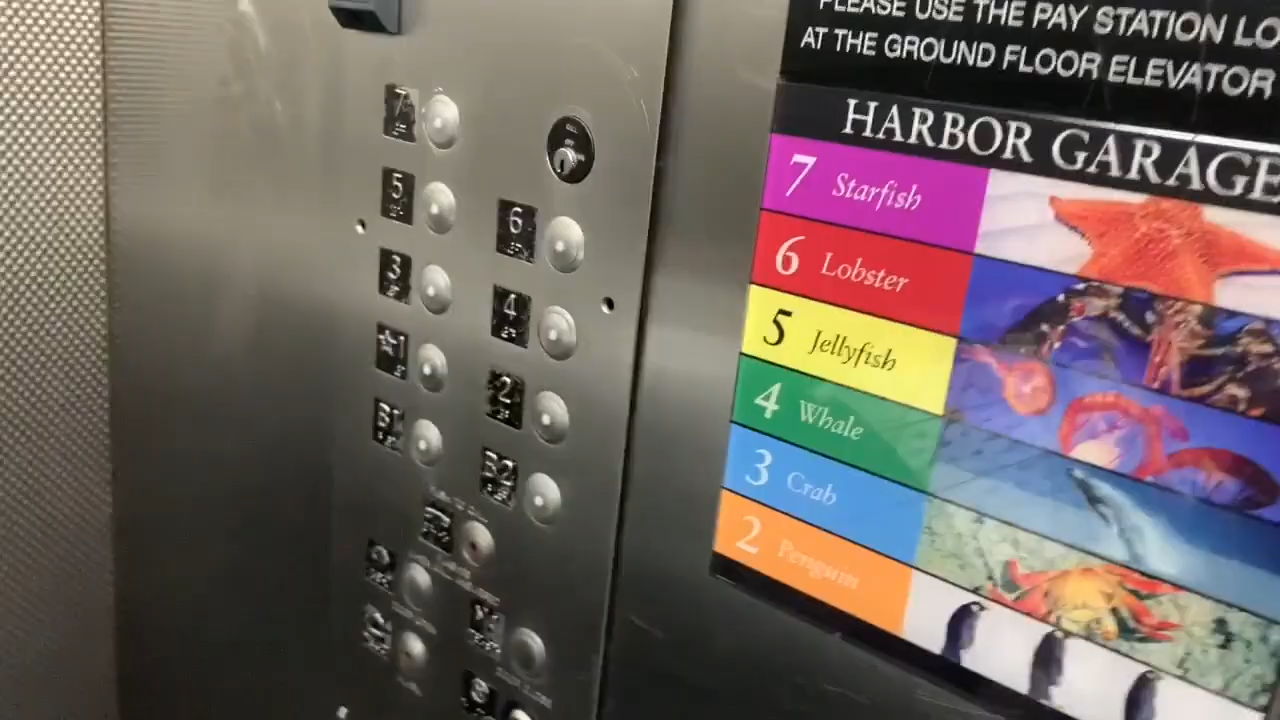 PLEASE USE THE PAY STATION LO
AT THE GROUND FLOOR ELEVATOR
HARBOR GARAGE
7 Starfish
6 Lobster
5 Jellyfish
4 Whale
3 Crab
2 Penguin
7
5
6
3
4
☆1
2
B1
B2